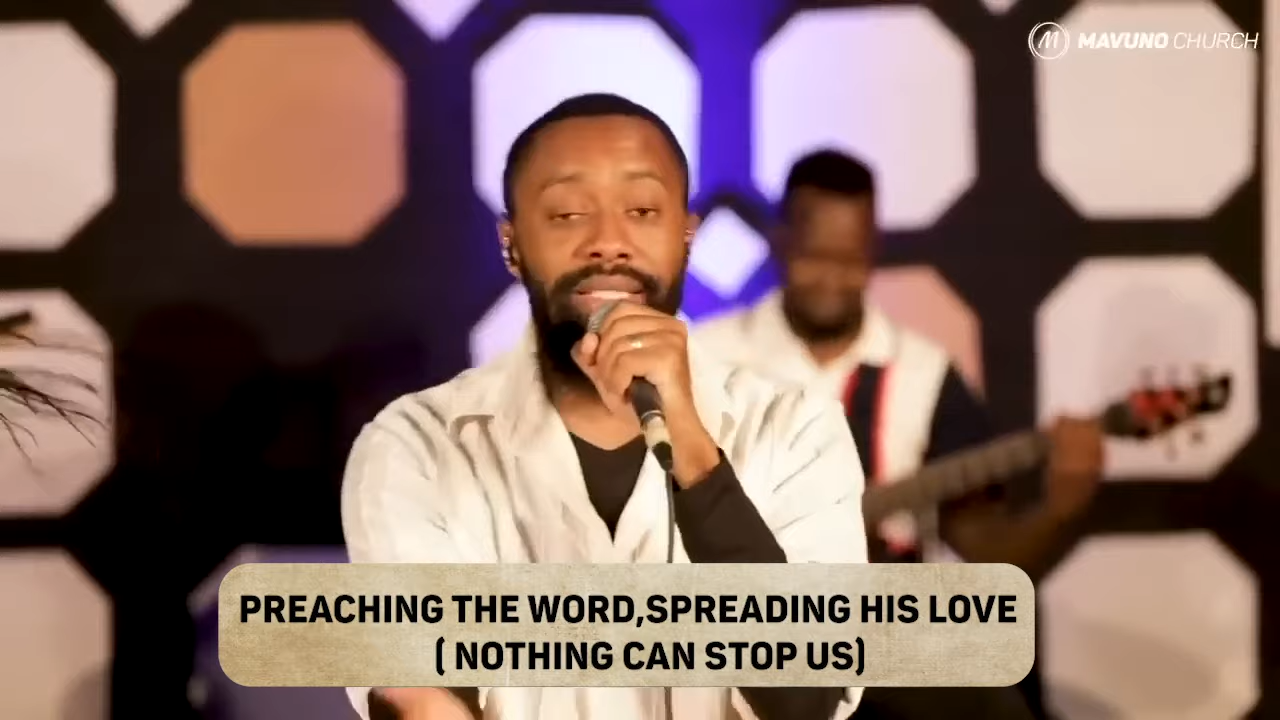 M MAVUNO CHURCH
PREACHING THE WORD,SPREADING HIS LOVE
( NOTHING CAN STOP US)